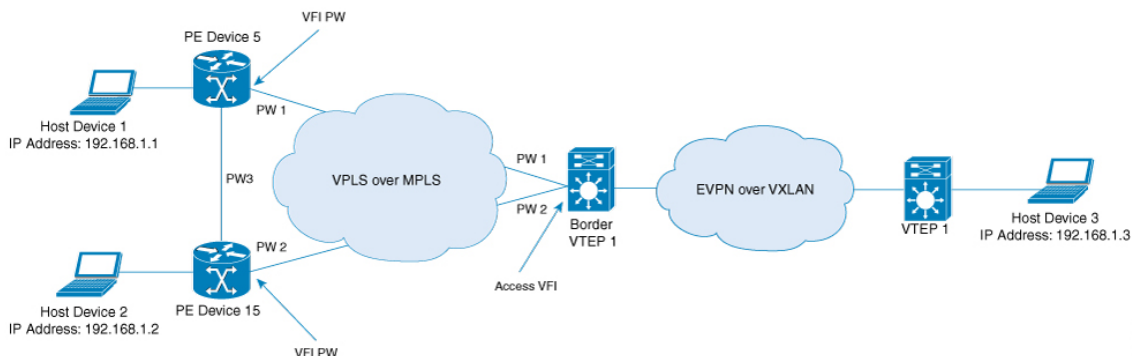 VFI PW
PE Device 5
PW 1
Host Device 1
IP Address: 192.168.1.1
PW3
VPLS over MPLS
PW 1
PW 2
EVPN over VXLAN
Border
VTEP 1
VTEP 1
Host Device 3
IP Address: 192.168.1.3
PW 2
Access VFI
Host Device 2
IP Address: 192.168.1.2
PE Device 15
VFI PW